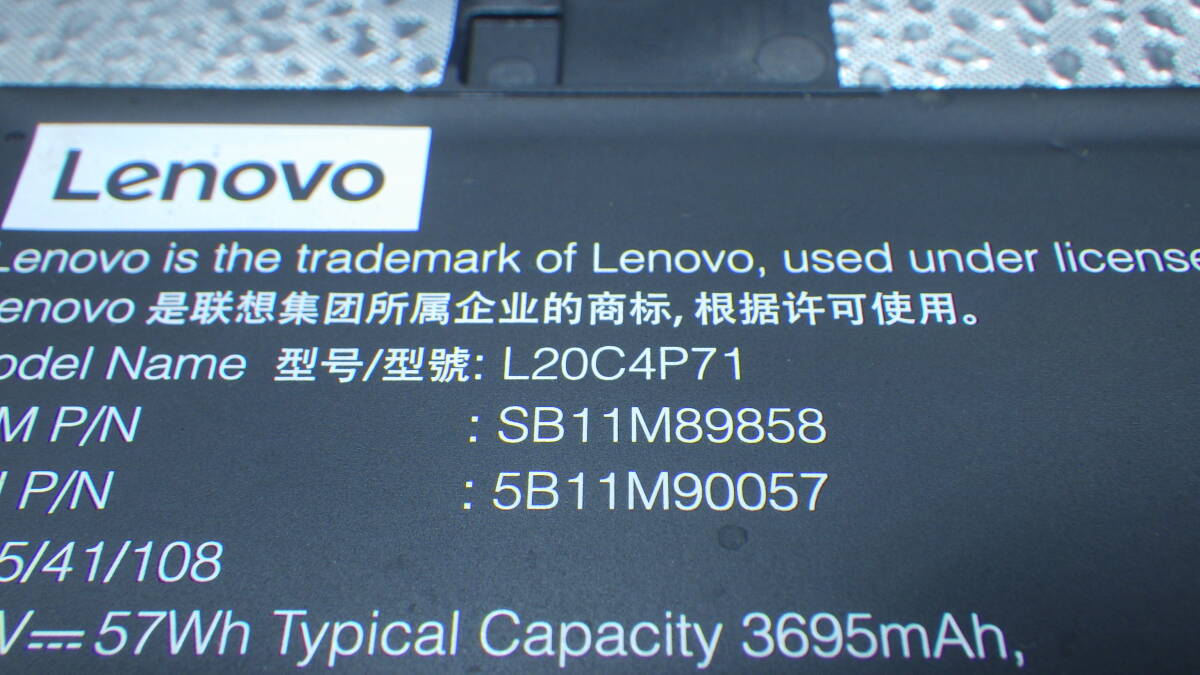 Lenovo
Lenovo is the trademark of Lenovo, used under license
enovo 是联想集团所属企业的商标, 根据许可使用。
odel Name 型号/型號: L20C4P71
M P/N : SB11M89858
P/N : 5B11M90057
5/41/108
V⎓57Wh Typical Capacity 3695mAh,